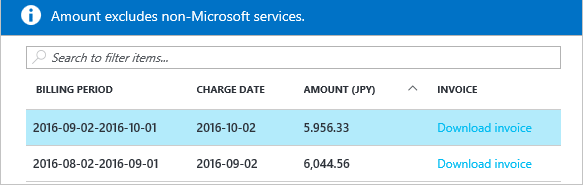 Amount excludes non-Microsoft services.
Search to filter items...
BILLING PERIOD CHARGE DATE AMOUNT (JPY) INVOICE
2016-09-02-2016-10-01 2016-10-02 5.956.33 Download invoice
2016-08-02-2016-09-01 2016-09-02 6,044.56 Download invoice